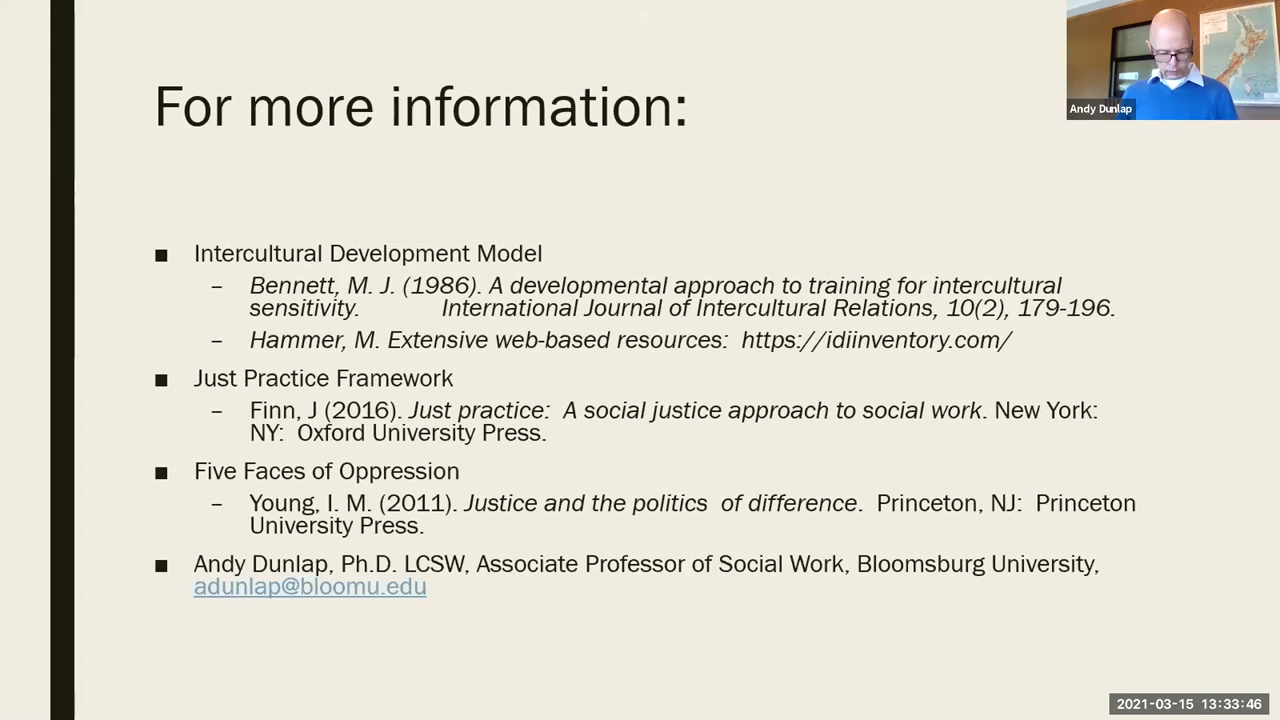 For more information:
Andy Dunlap
■ Intercultural Development Model
– Bennett, M. J. (1986). A developmental approach to training for intercultural
sensitivity. International Journal of Intercultural Relations, 10(2), 179-196.
– Hammer, M. Extensive web-based resources: https://idiinventory.com/
■ Just Practice Framework
– Finn, J (2016). Just practice: A social justice approach to social work. New York:
NY: Oxford University Press.
■ Five Faces of Oppression
– Young, I. M. (2011). Justice and the politics of difference. Princeton, NJ: Princeton
University Press.
■ Andy Dunlap, Ph.D. LCSW, Associate Professor of Social Work, Bloomsburg University,
adunlap@bloomu.edu
2021-03-15 13:33:46